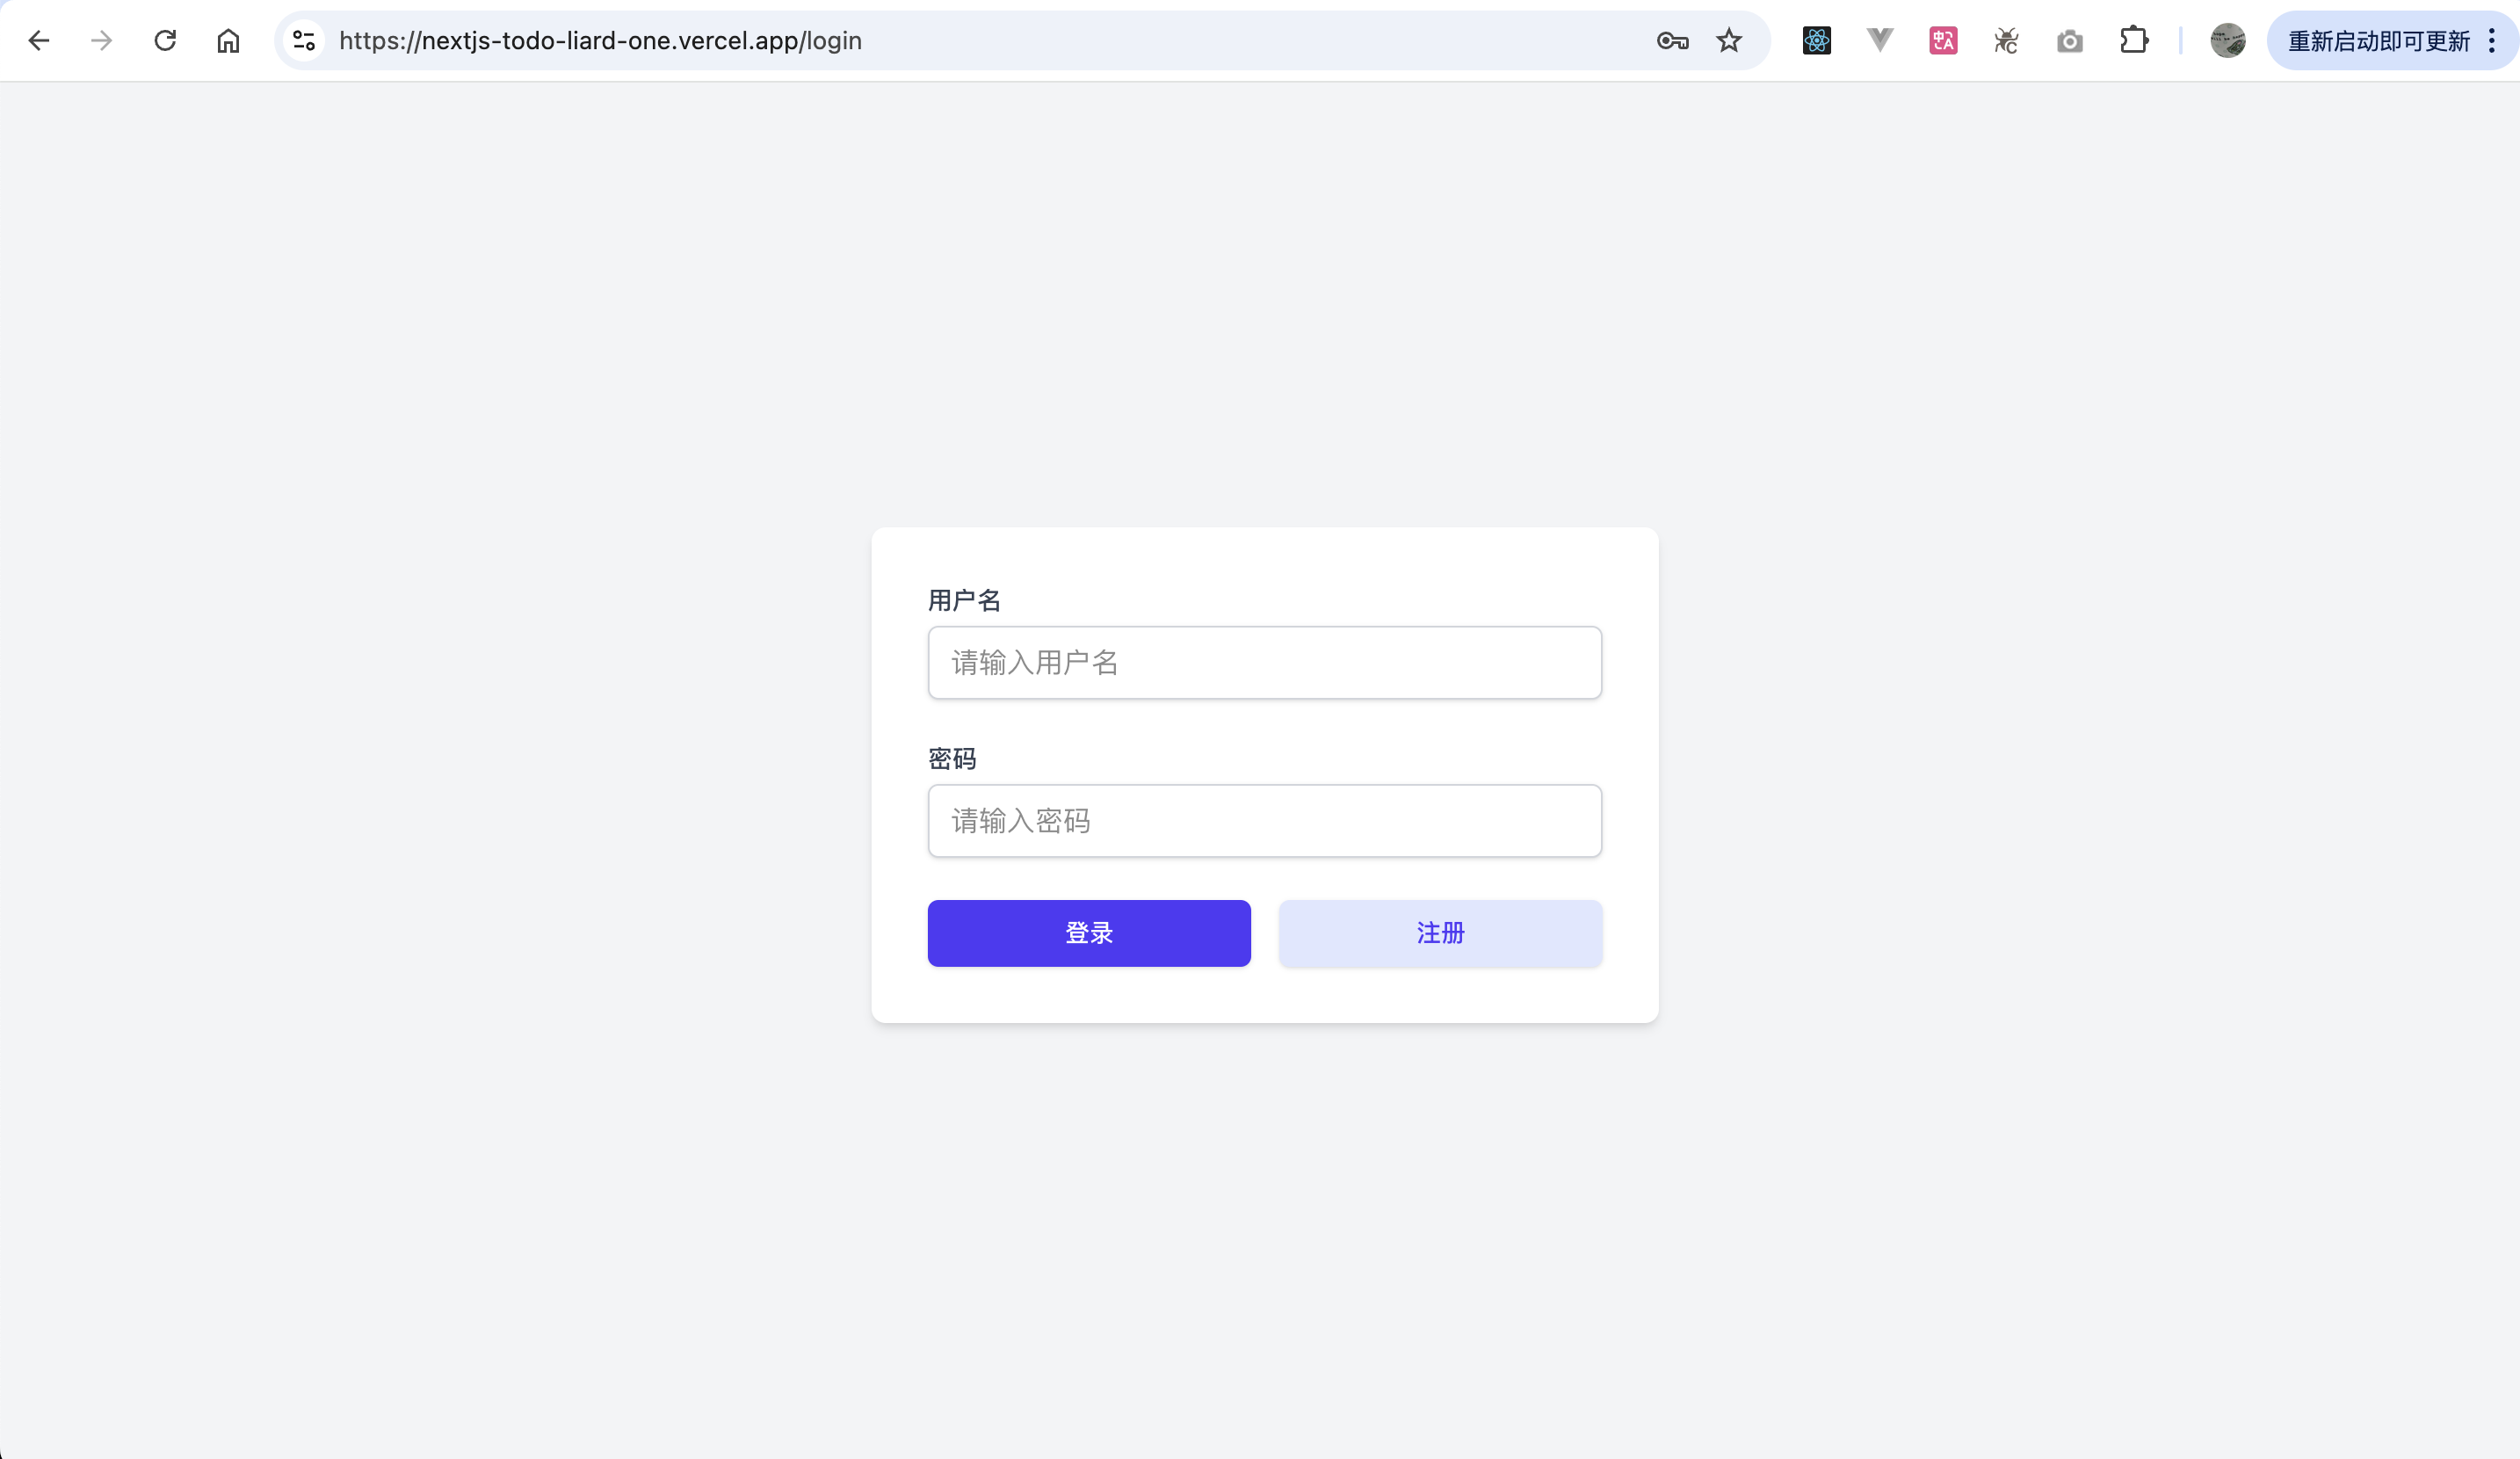 https://nextjs-todo-liard-one.vercel.app/login
重新启动即可更新
用户名
请输入用户名
密码
请输入密码
登录 注册